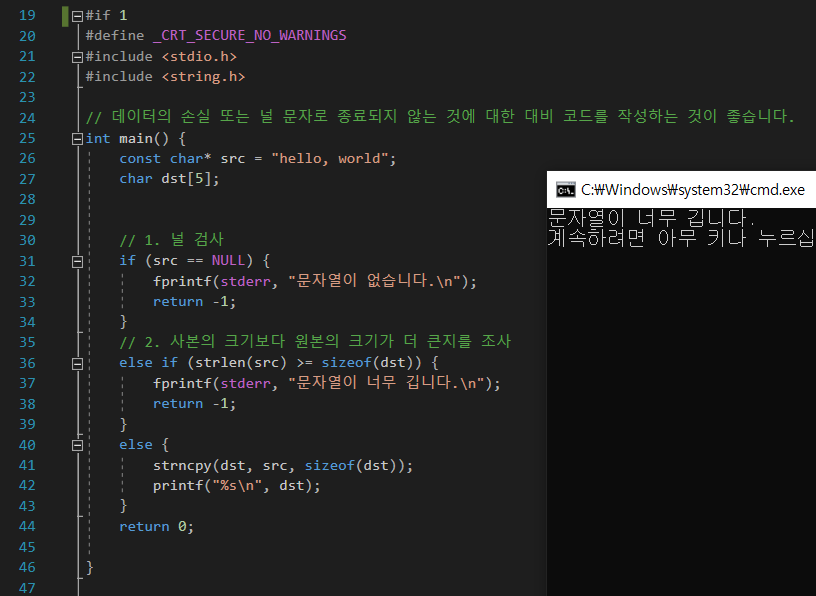 19 #if 1
20 #define _CRT_SECURE_NO_WARNINGS
21 #include <stdio.h>
22 #include <string.h>
23
24 // 데이터의 손실 또는 널 문자로 종료되지 않는 것에 대한 대비 코드를 작성하는 것이 좋습니다.
25 int main() {
26 const char* src = "hello, world";
27 char dst[5];
28
29
30 // 1. 널 검사
31 if (src == NULL) {
32 fprintf(stderr, "문자열이 없습니다.\n");
33 return -1;
34 }
35 // 2. 사본의 크기보다 원본의 크기가 더 큰지를 조사
36 else if (strlen(src) >= sizeof(dst)) {
37 fprintf(stderr, "문자열이 너무 깁니다.\n");
38 return -1;
39 }
40 else {
41 strncpy(dst, src, sizeof(dst));
42 printf("%s\n", dst);
43 }
44 return 0;
45
46 }
47
C:₩Windows₩system32₩cmd.exe
문자열이 너무 깁니다.
계속하려면 아무 키나 누르십